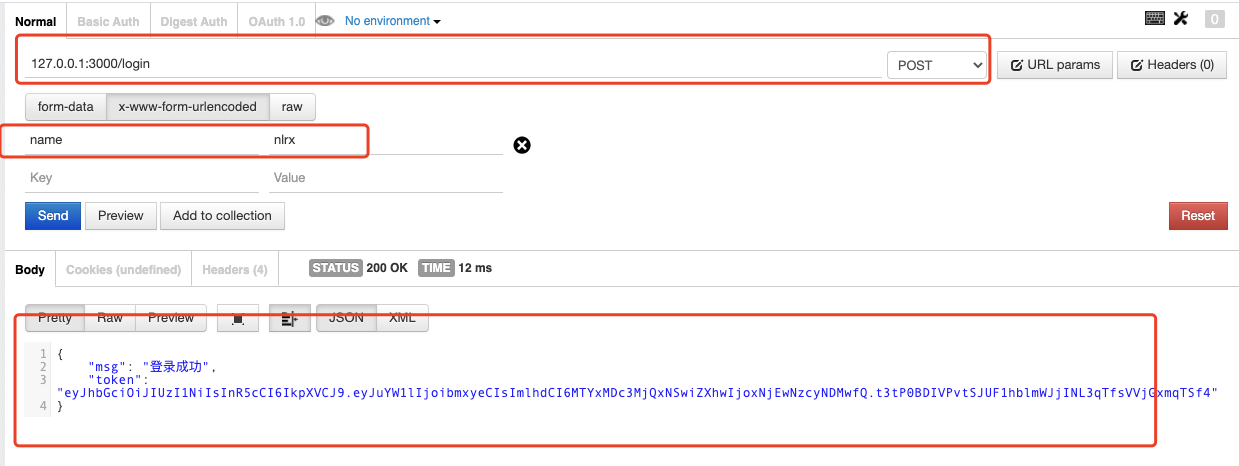 Normal Basic Auth Digest Auth OAuth 1.0 No environment 0
127.0.0.1:3000/login POST URL params Headers (0)
form-data x-www-form-urlencoded raw
name nlrx
Key Value
Send Preview Add to collection Reset
Body Cookies (undefined) Headers (4) STATUS 200 OK TIME 12 ms
Pretty Raw Preview JSON XML
1 {
2 "msg": "登录成功",
3 "token":
"eyJhbGciOiJIUzI1NiIsInR5cCI6IkpXVCJ9.eyJuYW1lIjoibmxyeCIsImlhdCI6MTYxMDc3MjQxNSwiZXhwIjoxNjEwNzcyNDMwfQ.t3tP0BDIVPvtSJUF1hblmWJjINL3qTfsVVjGxmqTSf4"
4 }